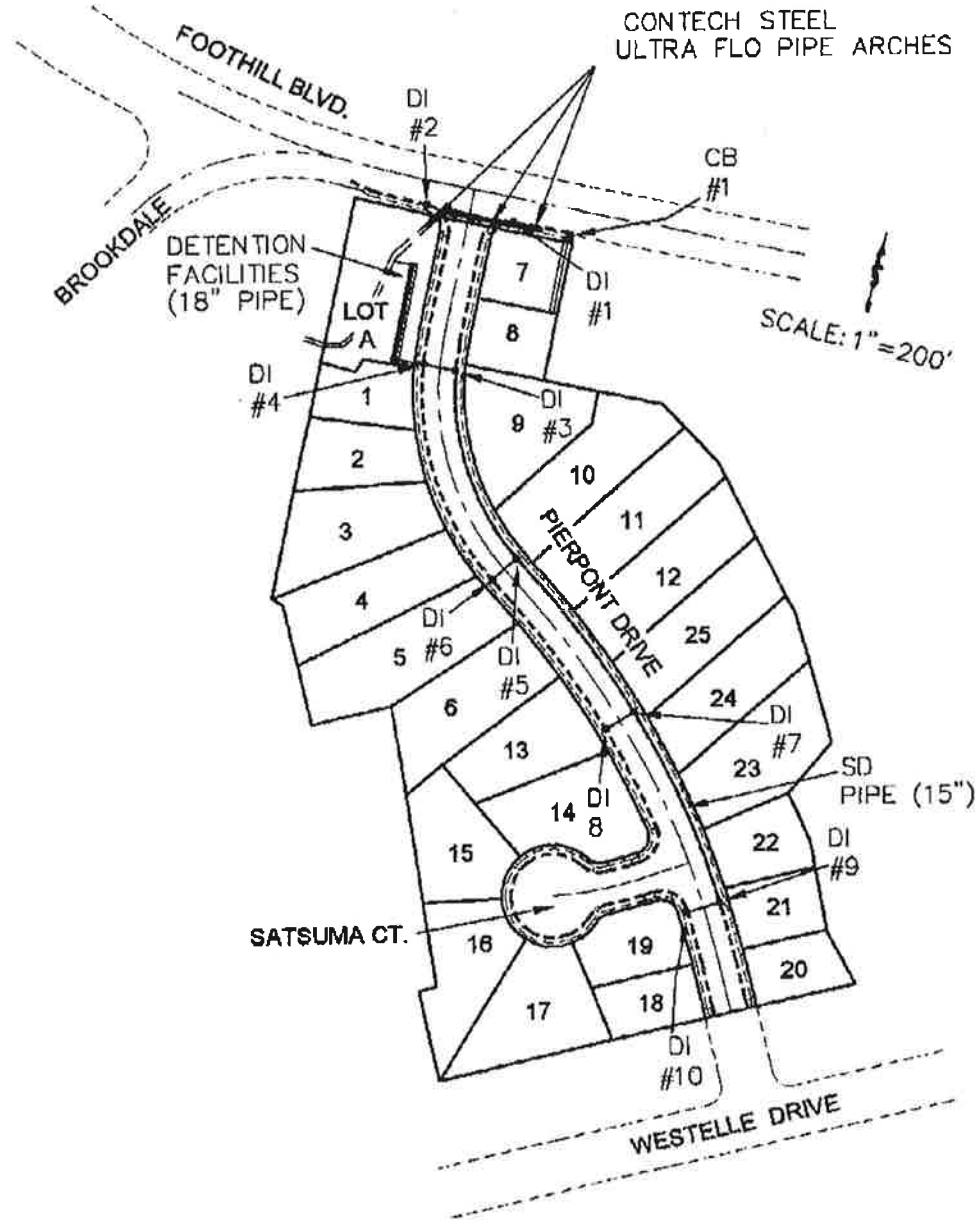 CONTECH STEEL
ULTRA FLO PIPE ARCHES
FOOTHILL BLVD.
DI
#2
CB
#1
BROOKDALE
DETENTION
FACILITIES
(18" PIPE)
LOT
A
7
DI
#1
8
SCALE: 1"=200'
DI
#4
1
9
DI
#3
2
10
3
11
PIERPONT DRIVE
12
4
25
5
DI
#6
DI
#5
24
6
DI
#7
13
23
SD
PIPE (15")
14
DI
8
22
15
DI
#9
21
SATSUMA CT.
16
19
20
17
18
DI
#10
WESTELLE DRIVE